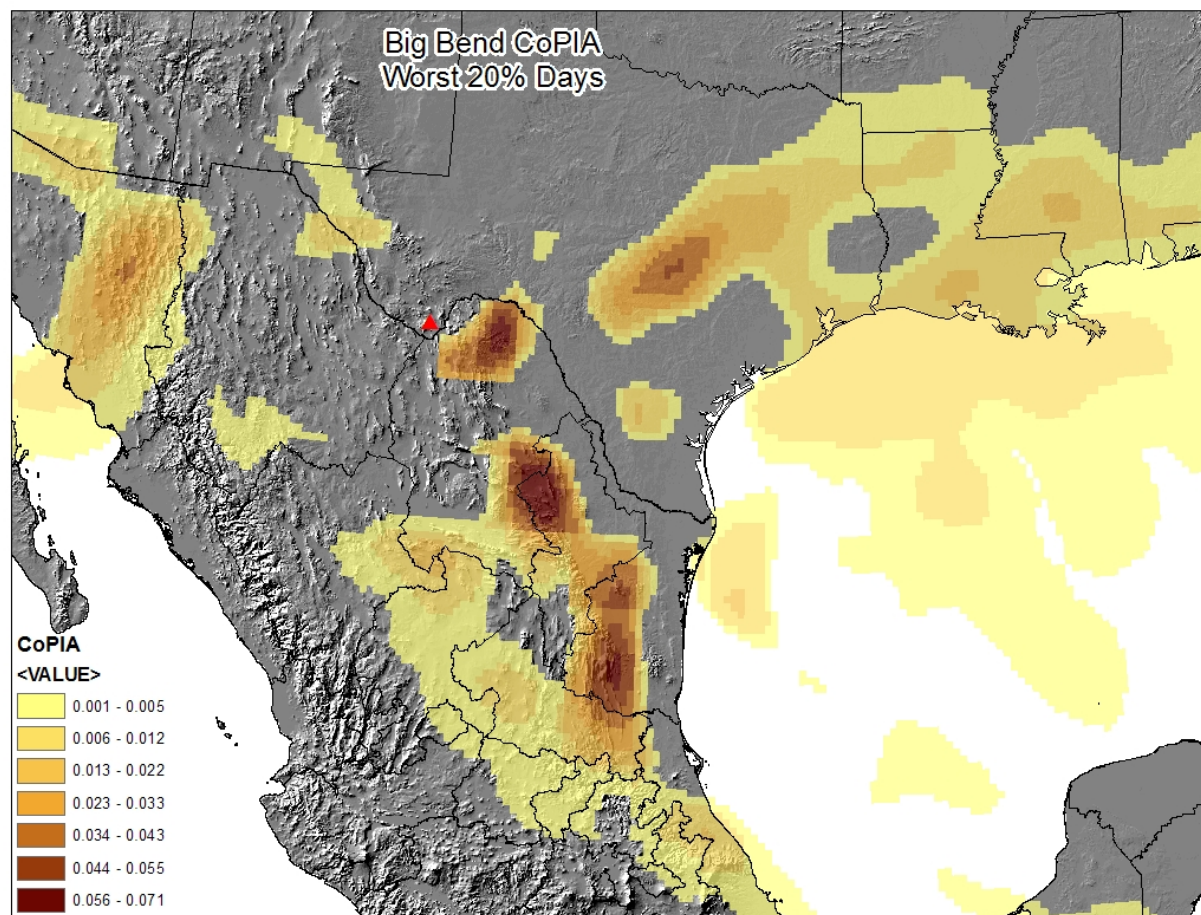 Big Bend CoPIA
Worst 20% Days
CoPIA
<VALUE>
0.001 - 0.005
0.006 - 0.012
0.013 - 0.022
0.023 - 0.033
0.034 - 0.043
0.044 - 0.055
0.056 - 0.071